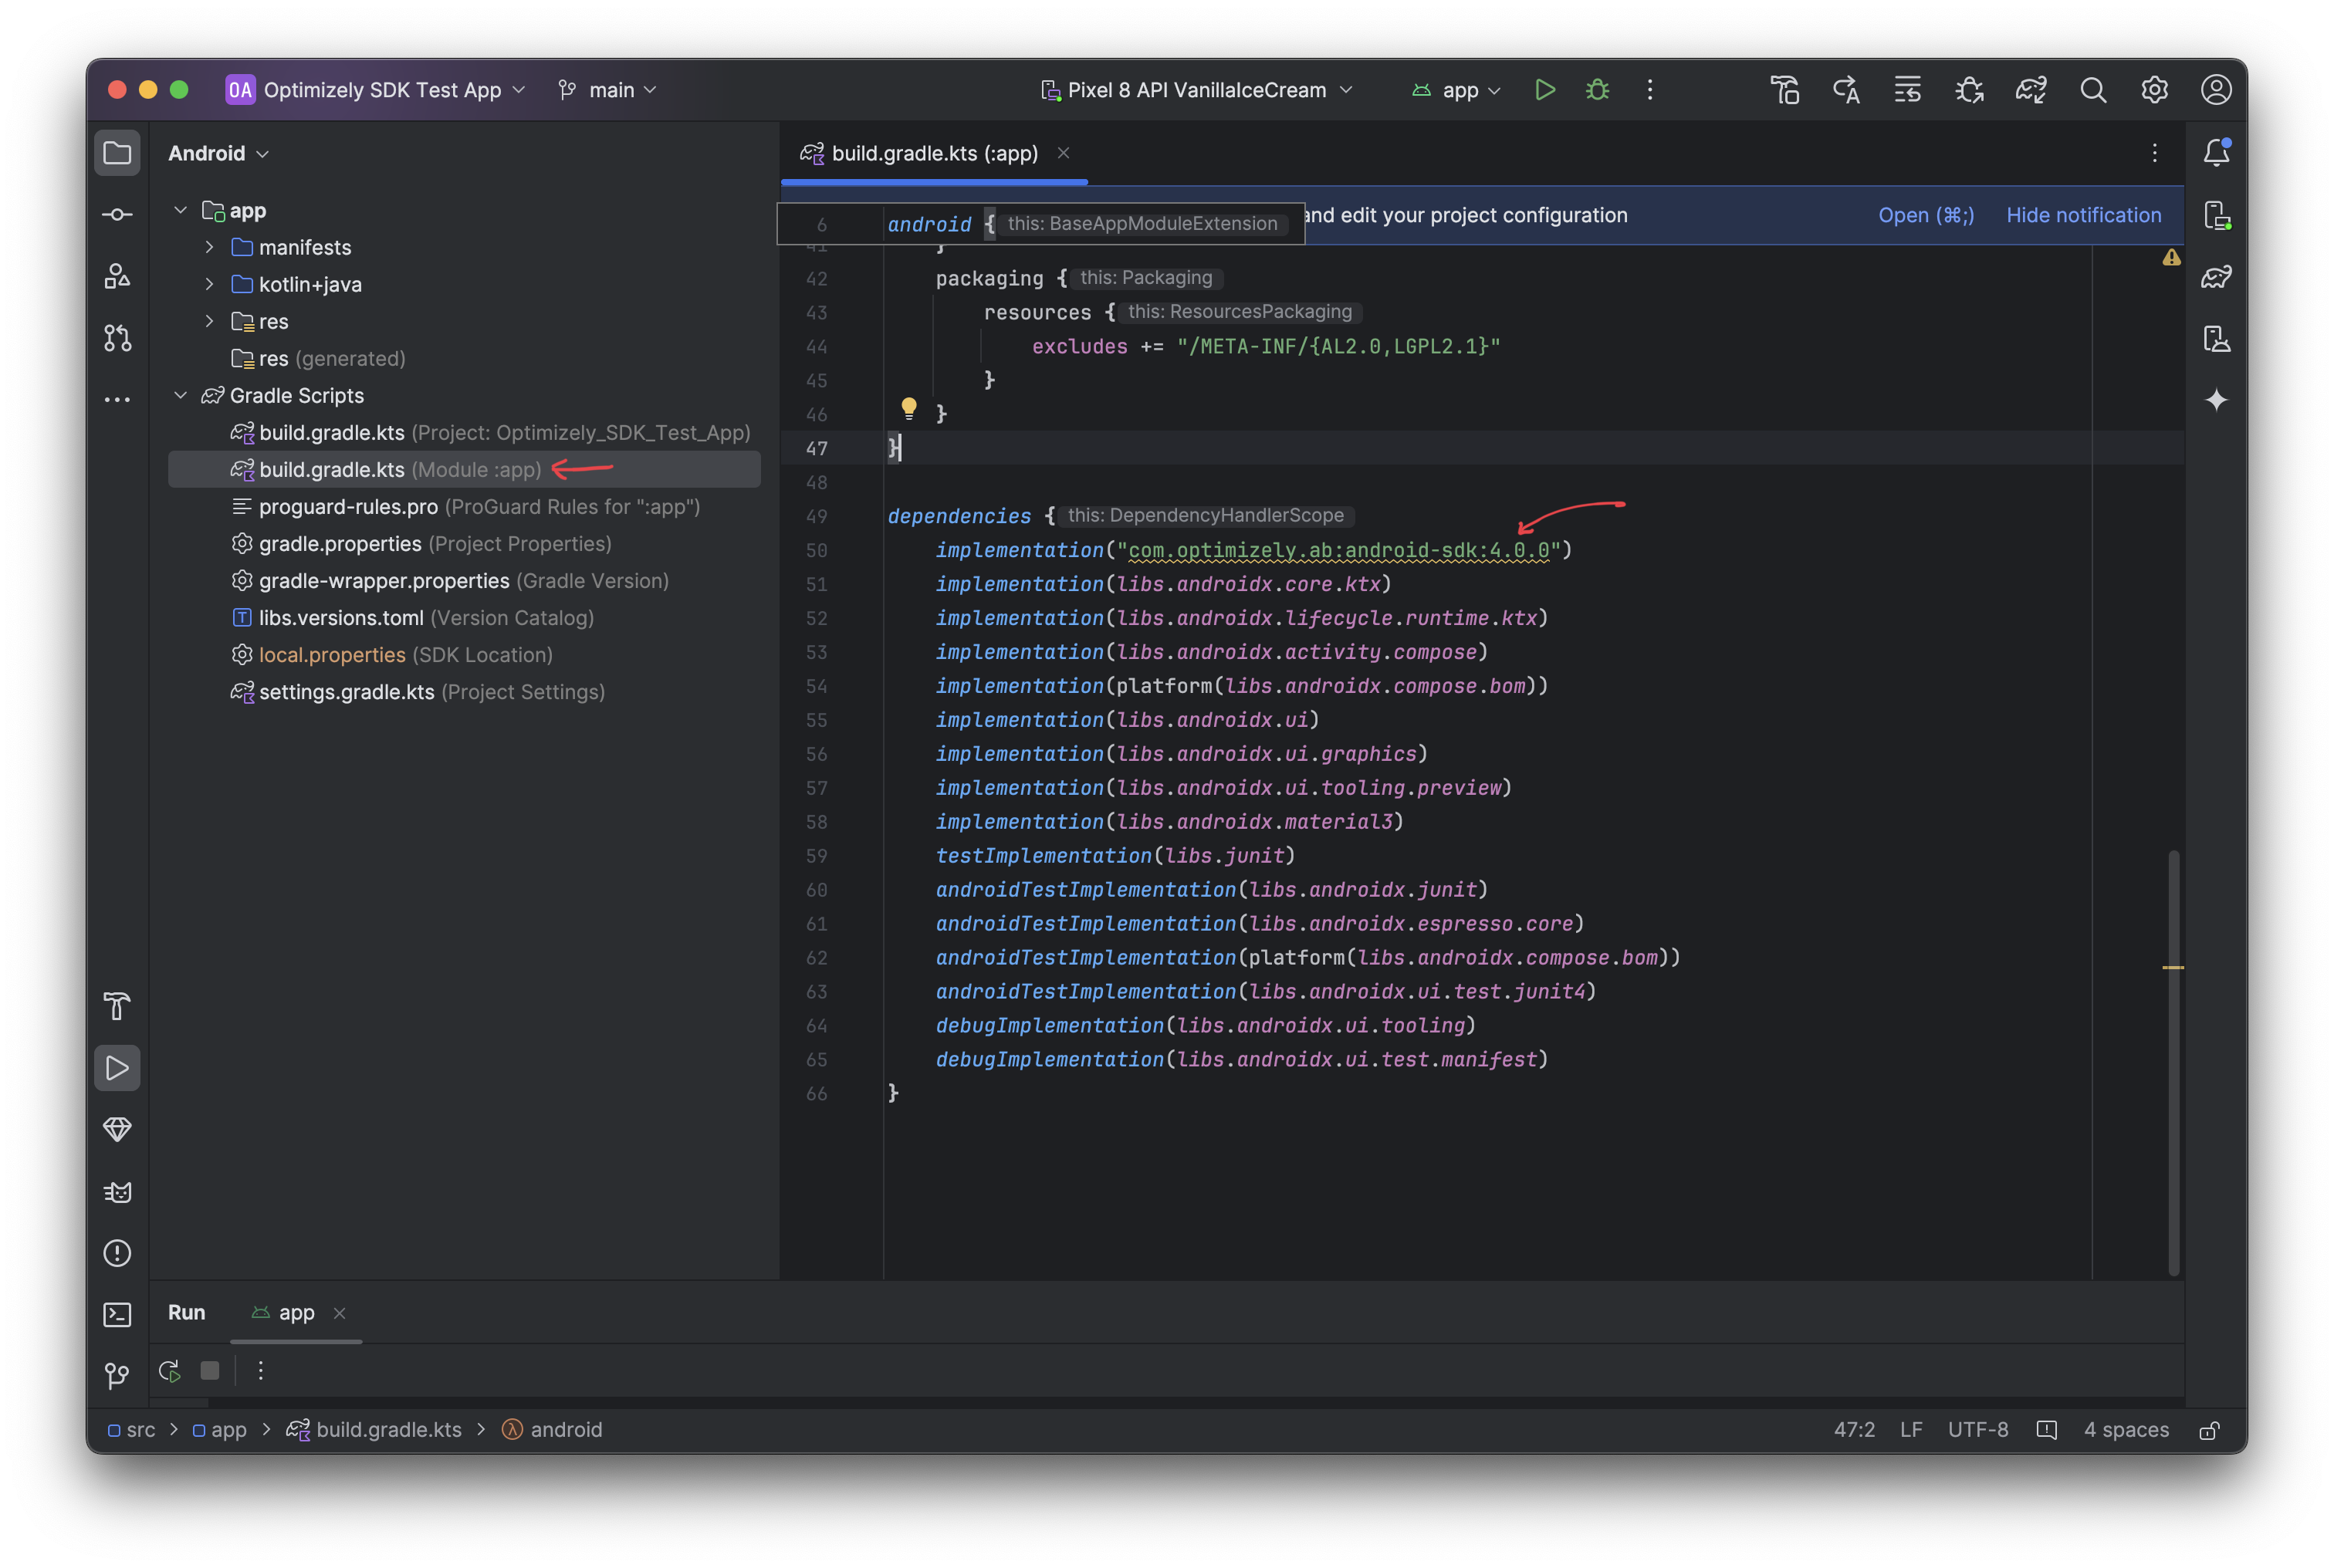 OA Optimizely SDK Test App main Pixel 8 API VanillaIceCream app
Android
app
manifests
kotlin+java
res
res (generated)
Gradle Scripts
build.gradle.kts (Project: Optimizely_SDK_Test_App)
build.gradle.kts (Module :app)
proguard-rules.pro (ProGuard Rules for ":app")
gradle.properties (Project Properties)
gradle-wrapper.properties (Gradle Version)
libs.versions.toml (Version Catalog)
local.properties (SDK Location)
settings.gradle.kts (Project Settings)
build.gradle.kts (:app)
and edit your project configuration Open (⌘;) Hide notification
6 android { this: BaseAppModuleExtension
41 }
42 packaging { this: Packaging
43 resources { this: ResourcesPackaging
44 excludes += "/META-INF/{AL2.0,LGPL2.1}"
45 }
46 }
47 }
48
49 dependencies { this: DependencyHandlerScope
50 implementation("com.optimizely.ab:android-sdk:4.0.0")
51 implementation(libs.androidx.core.ktx)
52 implementation(libs.androidx.lifecycle.runtime.ktx)
53 implementation(libs.androidx.activity.compose)
54 implementation(platform(libs.androidx.compose.bom))
55 implementation(libs.androidx.ui)
56 implementation(libs.androidx.ui.graphics)
57 implementation(libs.androidx.ui.tooling.preview)
58 implementation(libs.androidx.material3)
59 testImplementation(libs.junit)
60 androidTestImplementation(libs.androidx.junit)
61 androidTestImplementation(libs.androidx.espresso.core)
62 androidTestImplementation(platform(libs.androidx.compose.bom))
63 androidTestImplementation(libs.androidx.ui.test.junit4)
64 debugImplementation(libs.androidx.ui.tooling)
65 debugImplementation(libs.androidx.ui.test.manifest)
66 }
Run app
src > app > build.gradle.kts > android 47:2 LF UTF-8 4 spaces